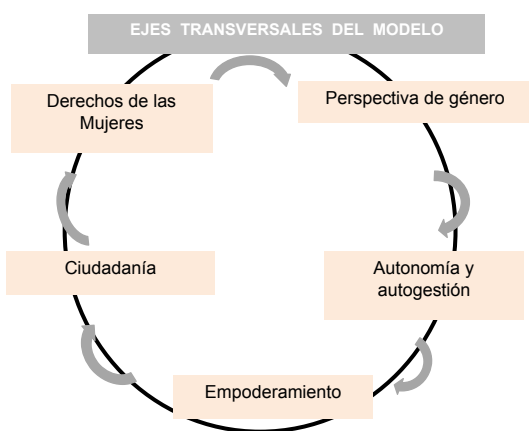 EJES TRANSVERSALES DEL MODELO
Derechos de las
Mujeres
Perspectiva de género
Ciudadanía
Autonomía y
autogestión
Empoderamiento